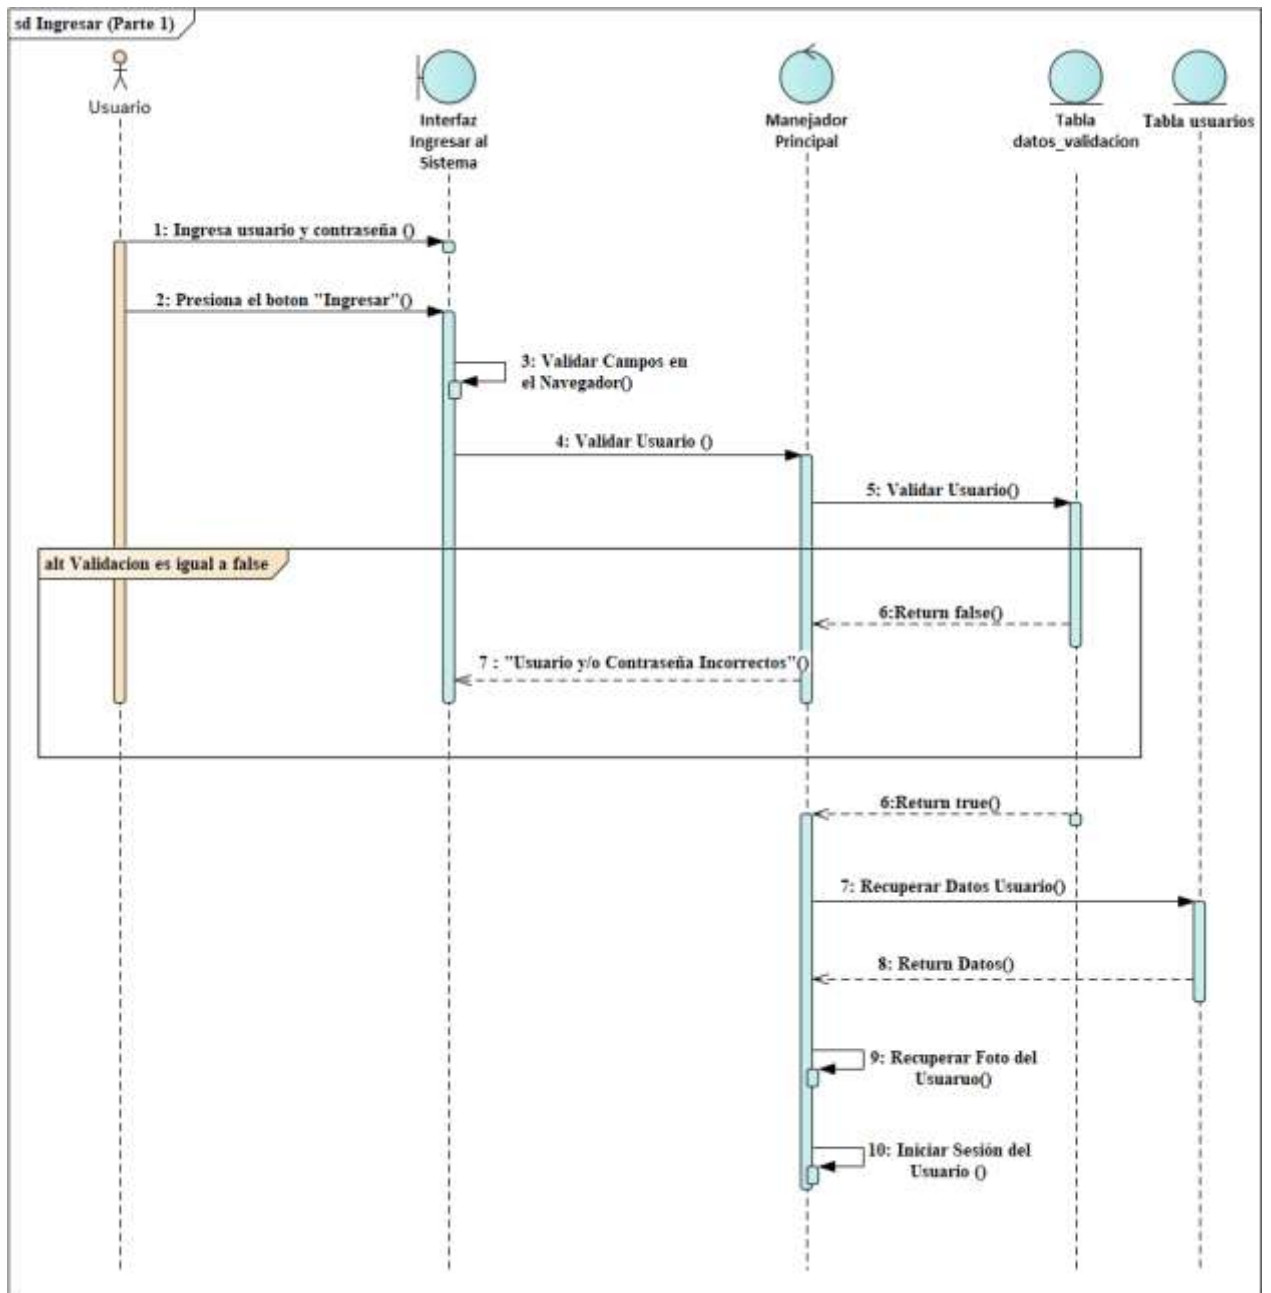 sd Ingresar (Parte 1)
Usuario
Interfaz
Ingresar al
Sistema
Manejador
Principal
Tabla
datos_validacion
Tabla usuarios
1: Ingresa usuario y contraseña ()
2: Presiona el boton "Ingresar"()
3: Validar Campos en
el Navegador()
4: Validar Usuario ()
5: Validar Usuario()
alt Validacion es igual a false
6:Return false()
7 : "Usuario y/o Contraseña Incorrectos"()
6:Return true()
7: Recuperar Datos Usuario()
8: Return Datos()
9: Recuperar Foto del
Usuaruo()
10: Iniciar Sesión del
Usuario ()